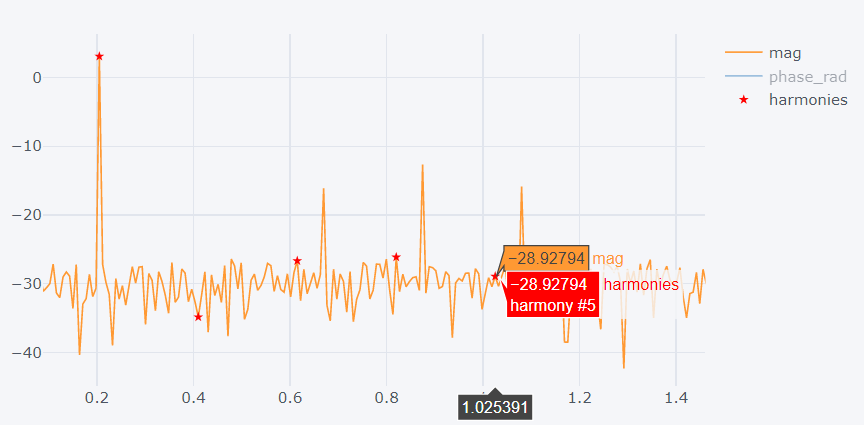 mag
phase_rad
harmonies
0
−10
−20
−30
−40
−28.92794 mag
−28.92794 harmonies
harmony #5
0.2 0.4 0.6 0.8 1.2 1.4
1.025391